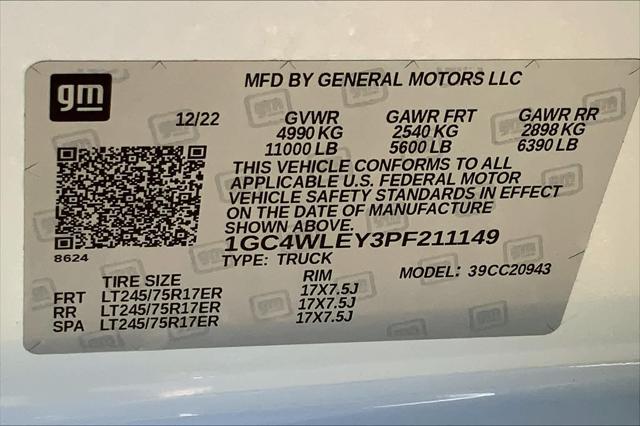 gm
MFD BY GENERAL MOTORS LLC
12/22 GVWR GAWR FRT GAWR RR
4990 KG 2540 KG 2898 KG
11000 LB 5600 LB 6390 LB
THIS VEHICLE CONFORMS TO ALL
APPLICABLE U.S. FEDERAL MOTOR
VEHICLE SAFETY STANDARDS IN EFFECT
ON THE DATE OF MANUFACTURE
SHOWN ABOVE.
1GC4WLEY3PF211149
8624
TYPE: TRUCK MODEL: 39CC20943
TIRE SIZE RIM
FRT LT245/75R17ER 17X7.5J
RR LT245/75R17ER 17X7.5J
SPA LT245/75R17ER 17X7.5J